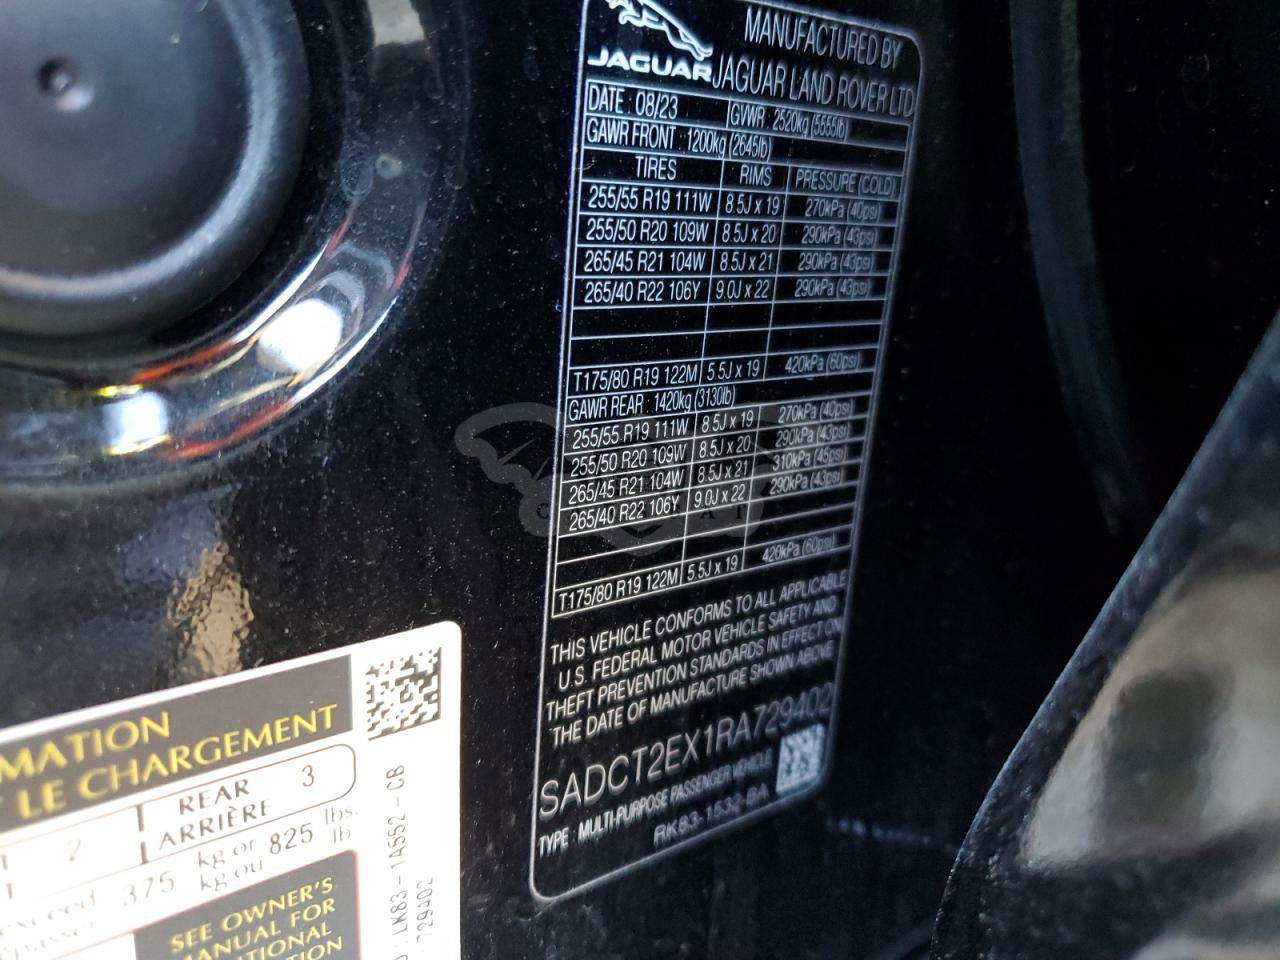 JAGUAR
MANUFACTURED BY
JAGUAR LAND ROVER LTD
DATE : 08/23 GVWR : 2520kg (5555lb)
GAWR FRONT : 1200kg (2645lb)
TIRES RIMS PRESSURE (COLD)
255/55 R19 111W 8.5J x 19 270kPa (40psi)
255/50 R20 109W 8.5J x 20 290kPa (43psi)
265/45 R21 104W 8.5J x 21 290kPa (43psi)
265/40 R22 106Y 9.0J x 22 290kPa (43psi)
T175/80 R19 122M 5.5J x 19 420kPa (60psi)
GAWR REAR : 1420kg (3130lb)
255/55 R19 111W 8.5J x 19 270kPa (40psi)
255/50 R20 109W 8.5J x 20 290kPa (43psi)
265/45 R21 104W 8.5J x 21 310kPa (45psi)
265/40 R22 106Y 9.0J x 22 290kPa (43psi)
T175/80 R19 122M 5.5J x 19 420kPa (60psi)
THIS VEHICLE CONFORMS TO ALL APPLICABLE
U.S. FEDERAL MOTOR VEHICLE SAFETY AND
THEFT PREVENTION STANDARDS IN EFFECT ON
THE DATE OF MANUFACTURE SHOWN ABOVE
SADCT2EX1RA729402
TYPE : MULTI-PURPOSE PASSENGER VEHICLE
RK83-1532-BA
MATION
LE CHARGEMENT
REAR 3
ARRIÈRE
2
exceed 375 kg or 825 lbs.
kg ou lb
SEE OWNER'S
MANUAL FOR
LK83-1A552-CB
729402